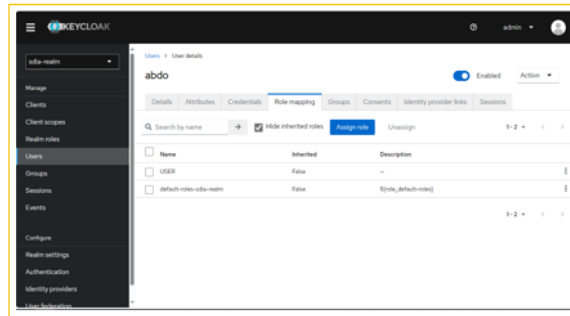 KEYCLOAK
admin
sdia-realm
Manage
Clients
Client scopes
Realm roles
Users
Groups
Sessions
Events
Configure
Realm settings
Authentication
Identity providers
User federation
Users > User details
abdo
Enabled
Action
Details Attributes Credentials Role mapping Groups Consents Identity provider links Sessions
Search by name Hide inherited roles Assign role Unassign 1-2
Name Inherited Description
USER False –
default-roles-sdia-realm False ${role_default-roles}
1-2